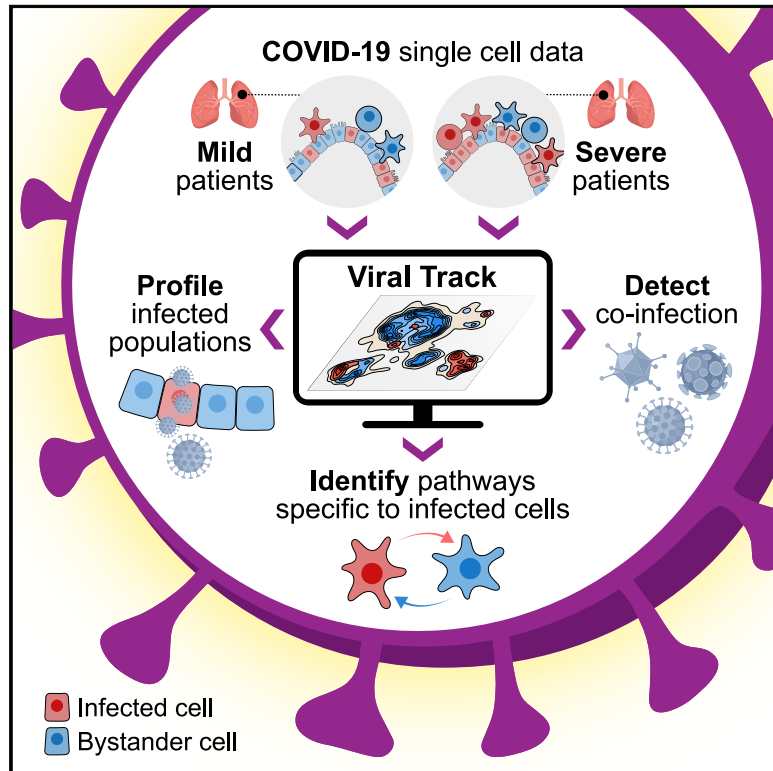 COVID-19 single cell data
Mild
patients
Severe
patients
Viral Track
Profile
infected
populations
Detect
co-infection
Identify pathways
specific to infected cells
Infected cell
Bystander cell